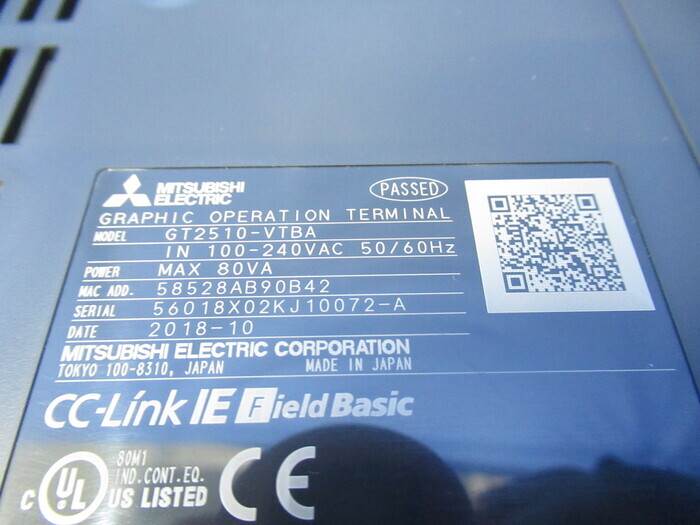 MITSUBISHI
ELECTRIC
PASSED
GRAPHIC OPERATION TERMINAL
MODEL GT2510-VTBA
IN 100-240VAC 50/60Hz
POWER MAX 80VA
MAC ADD. 58528AB90B42
SERIAL 56018X02KJ10072-A
DATE 2018-10
MITSUBISHI ELECTRIC CORPORATION
TOKYO 100-8310, JAPAN MADE IN JAPAN
CC-Link IE Field Basic
80M1
IND.CONT.EQ.
C UL US LISTED
CE